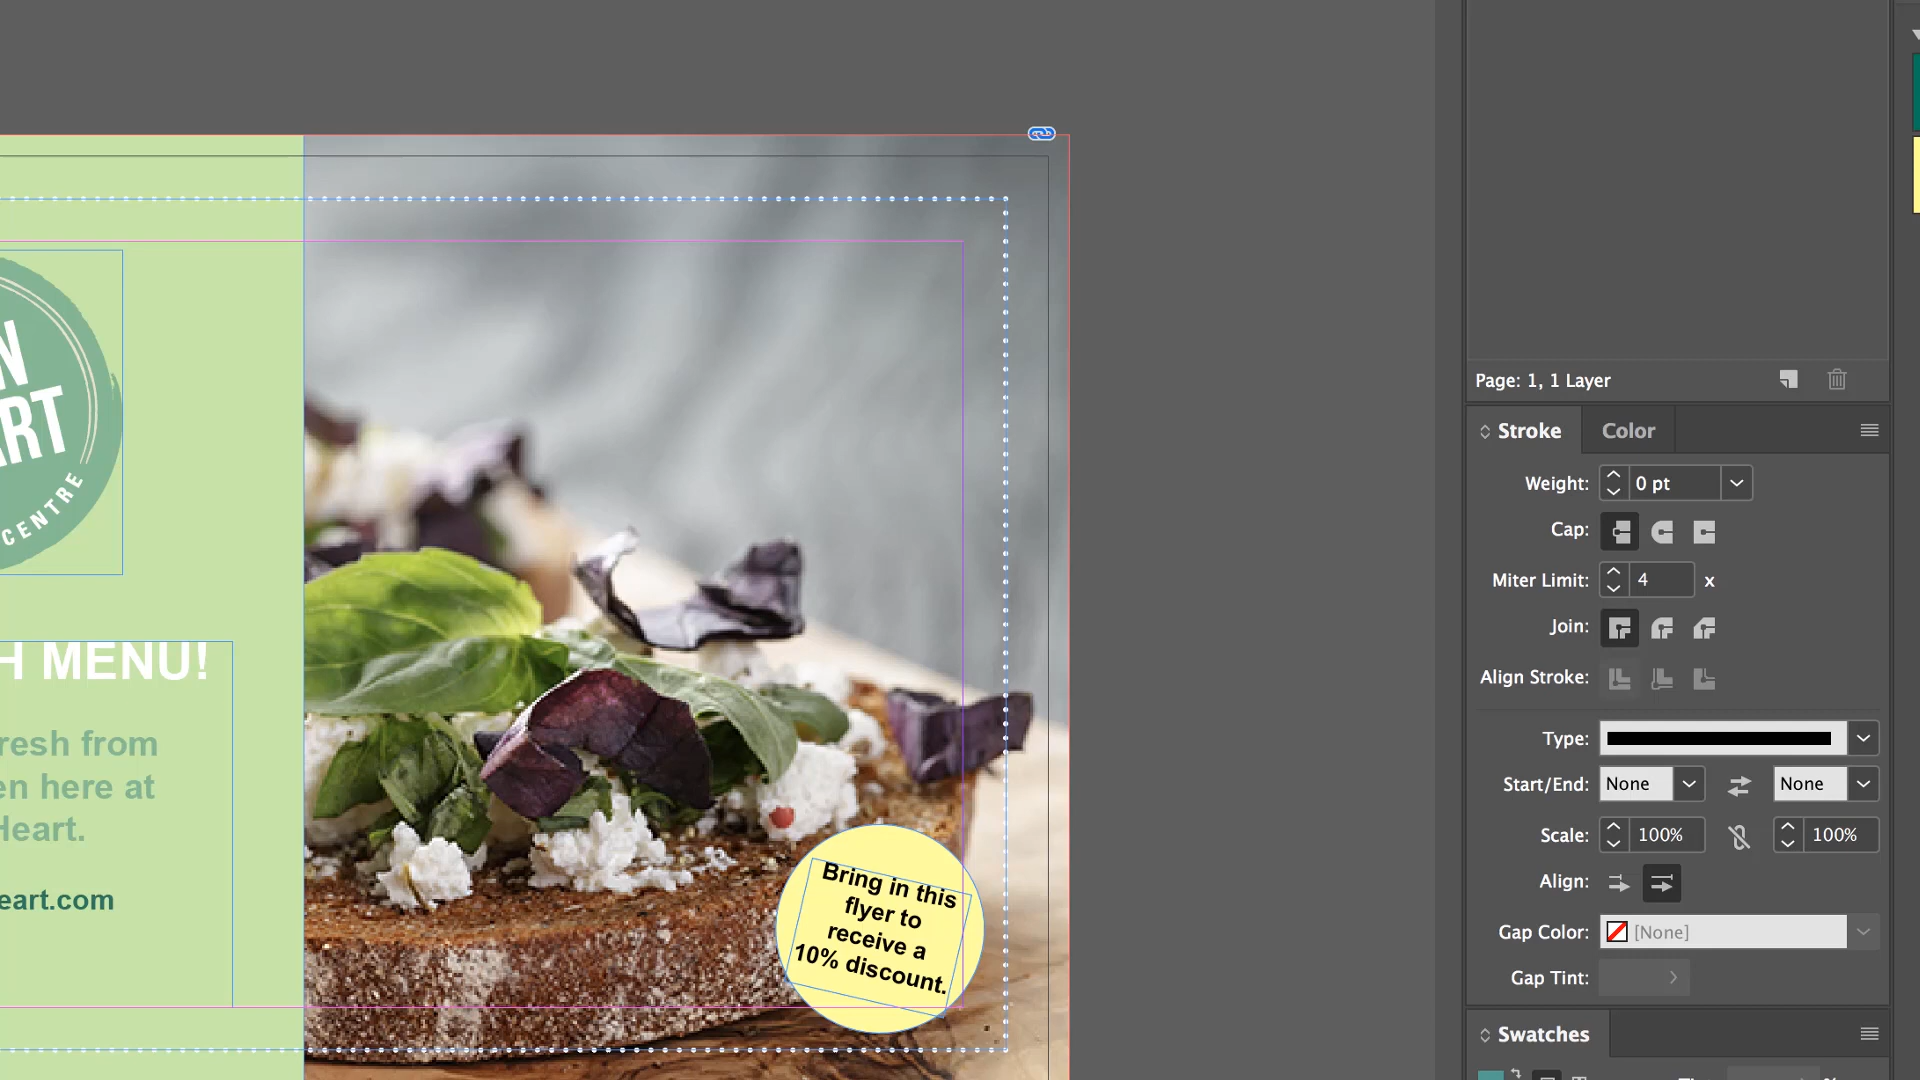 N
ART
CENTRE
H MENU!
resh from
en here at
Heart.
eart.com
Bring in this
flyer to
receive a
10% discount.
Page: 1, 1 Layer
Stroke
Color
Weight: 0 pt
Cap:
Miter Limit: 4 x
Join:
Align Stroke:
Type:
Start/End: None None
Scale: 100% 100%
Align:
Gap Color: [None]
Gap Tint:
Swatches